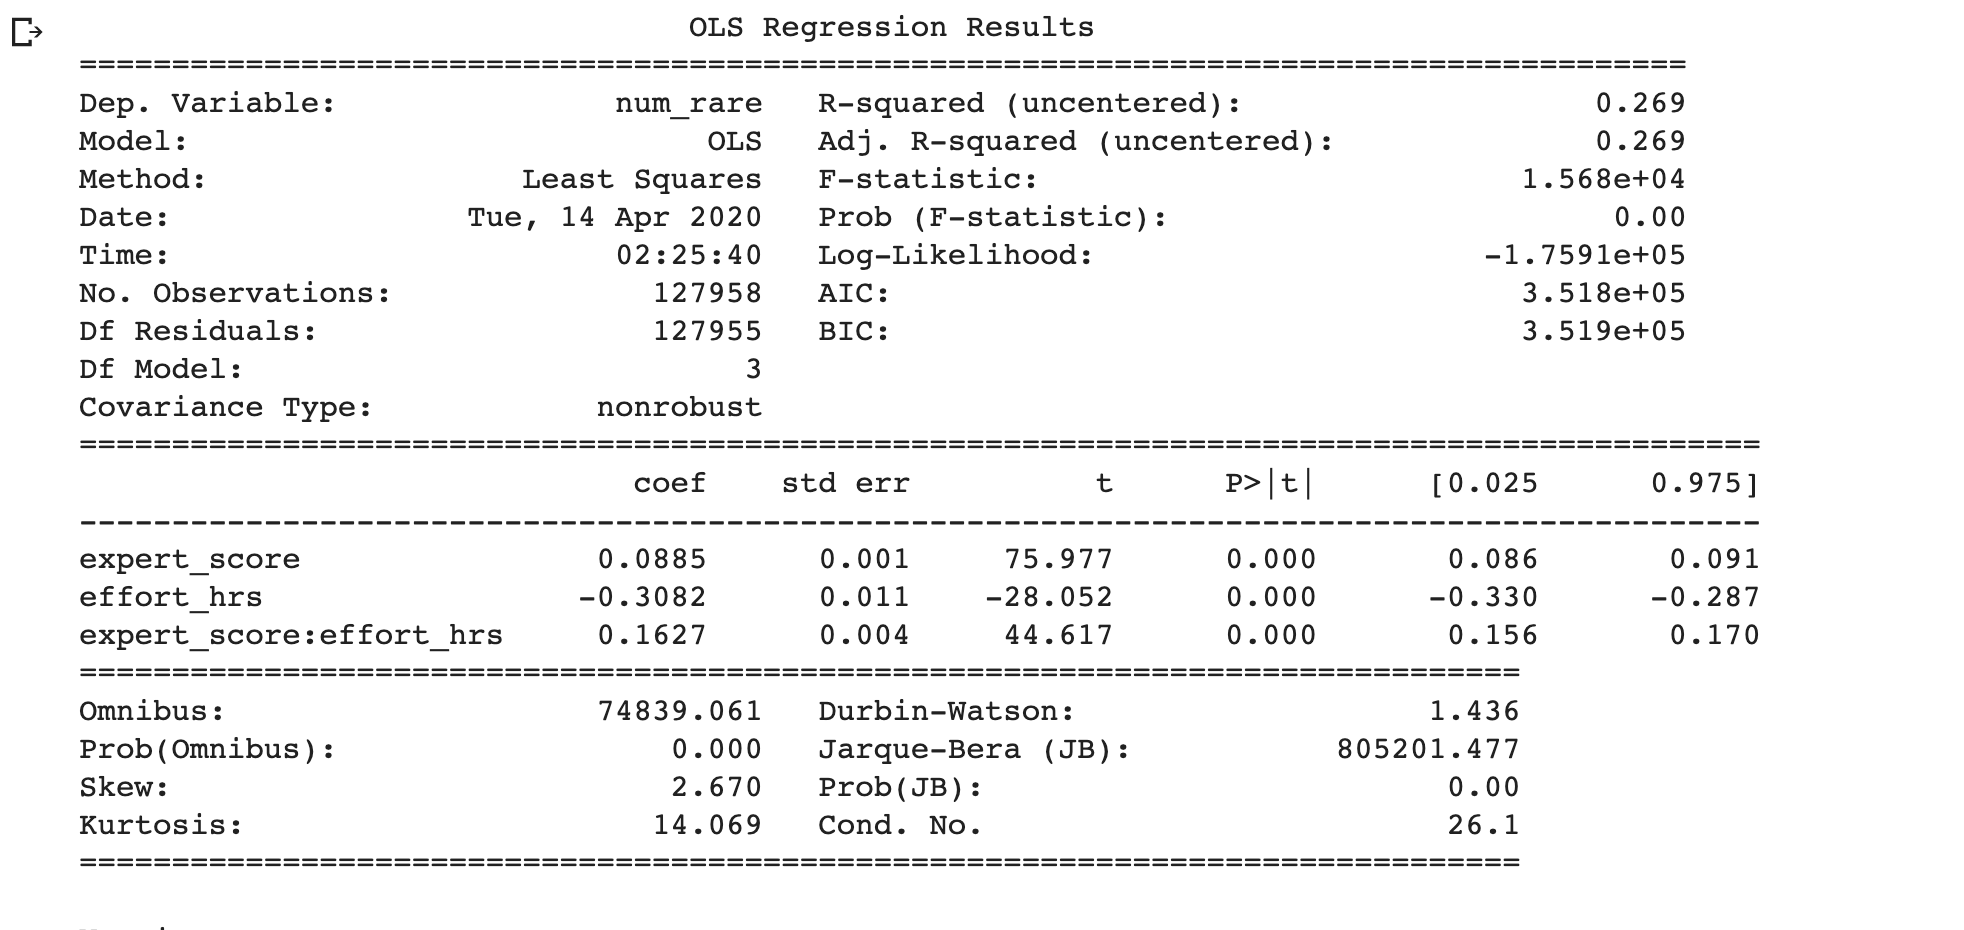 OLS Regression Results
==============================================================================
Dep. Variable: num_rare R-squared (uncentered): 0.269
Model: OLS Adj. R-squared (uncentered): 0.269
Method: Least Squares F-statistic: 1.568e+04
Date: Tue, 14 Apr 2020 Prob (F-statistic): 0.00
Time: 02:25:40 Log-Likelihood: -1.7591e+05
No. Observations: 127958 AIC: 3.518e+05
Df Residuals: 127955 BIC: 3.519e+05
Df Model: 3
Covariance Type: nonrobust
==============================================================================
coef std err t P>|t| [0.025 0.975]
------------------------------------------------------------------------------
expert_score 0.0885 0.001 75.977 0.000 0.086 0.091
effort_hrs -0.3082 0.011 -28.052 0.000 -0.330 -0.287
expert_score:effort_hrs 0.1627 0.004 44.617 0.000 0.156 0.170
==============================================================================
Omnibus: 74839.061 Durbin-Watson: 1.436
Prob(Omnibus): 0.000 Jarque-Bera (JB): 805201.477
Skew: 2.670 Prob(JB): 0.00
Kurtosis: 14.069 Cond. No. 26.1
==============================================================================